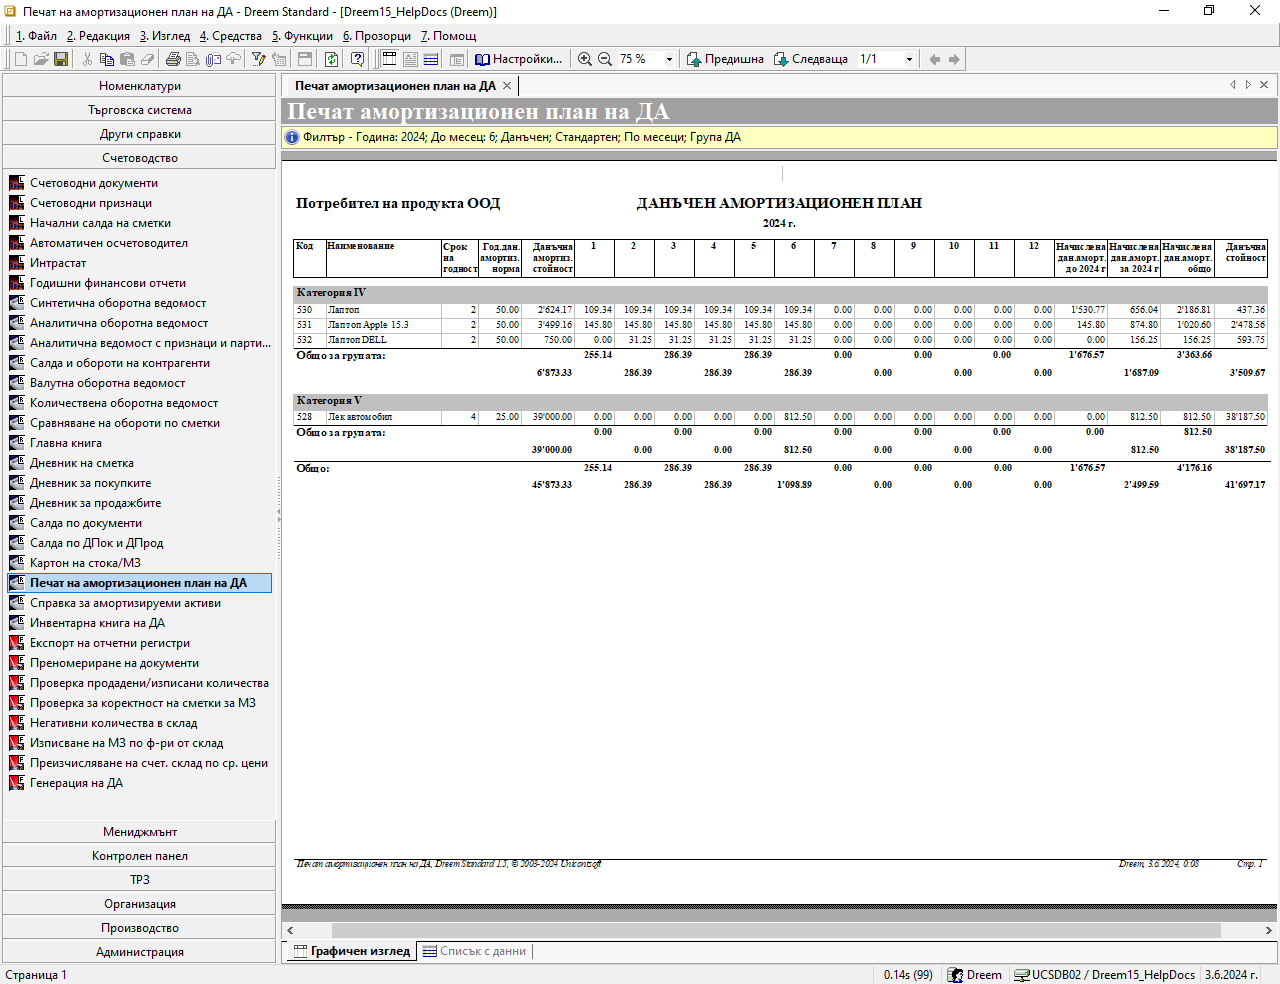 Печат на амортизационен план на ДА - Dreem Standard - [Dreem15_HelpDocs (Dreem)]
1. Файл 2. Редакция 3. Изглед 4. Средства 5. Функции 6. Прозорци 7. Помощ
Настройки... 75 % Предишна Следваща 1/1
Номенклатури
Търговска система
Други справки
Счетоводство
Счетоводни документи
Счетоводни признаци
Начални салда на сметки
Автоматичен осчетоводител
Интрастат
Годишни финансови отчети
Синтетична оборотна ведомост
Аналитична оборотна ведомост
Аналитична ведомост с признаци и парти...
Салда и обороти на контрагенти
Валутна оборотна ведомост
Количествена оборотна ведомост
Сравняване на обороти по сметки
Главна книга
Дневник на сметка
Дневник за покупките
Дневник за продажбите
Салда по документи
Салда по ДПок и ДПрод
Картон на стока/МЗ
Печат на амортизационен план на ДА
Справка за амортизируеми активи
Инвентарна книга на ДА
Експорт на отчетни регистри
Преномериране на документи
Проверка продадени/изписани количества
Проверка за коректност на сметки за МЗ
Негативни количества в склад
Изписване на МЗ по ф-ри от склад
Преизчисляване на счет. склад по ср. цени
Генерация на ДА
Мениджмънт
Контролен панел
ТРЗ
Организация
Производство
Администрация
Печат амортизационен план на ДА
Печат амортизационен план на ДА
Филтър - Година: 2024; До месец: 6; Данъчен; Стандартен; По месеци; Група ДА
Потребител на продукта ООД ДАНЪЧЕН АМОРТИЗАЦИОНЕН ПЛАН
2024 г.
Код Наименование Срок Год.дан. Данъчна 1 2 3 4 5 6 7 8 9 10 11 12 Начислена Начислена Начислена Данъчна
на амортиз. амортиз. дан.аморт. дан.аморт. дан.аморт. стойност
годност норма стойност до 2024 г за 2024 г общо
Категория IV
530 Лаптоп 2 50.00 2'624.17 109.34 109.34 109.34 109.34 109.34 109.34 0.00 0.00 0.00 0.00 0.00 0.00 1'530.77 656.04 2'186.81 437.36
531 Лаптоп Apple 15.3 2 50.00 3'499.16 145.80 145.80 145.80 145.80 145.80 145.80 0.00 0.00 0.00 0.00 0.00 0.00 145.80 874.80 1'020.60 2'478.56
532 Лаптоп DELL 2 50.00 750.00 0.00 31.25 31.25 31.25 31.25 31.25 0.00 0.00 0.00 0.00 0.00 0.00 0.00 156.25 156.25 593.75
Общо за групата: 255.14 286.39 286.39 0.00 0.00 0.00 1'676.57 3'363.66
6'873.33 286.39 286.39 286.39 0.00 0.00 0.00 1'687.09 3'509.67
Категория V
528 Лек автомобил 4 25.00 39'000.00 0.00 0.00 0.00 0.00 0.00 812.50 0.00 0.00 0.00 0.00 0.00 0.00 0.00 812.50 812.50 38'187.50
Общо за групата: 0.00 0.00 0.00 0.00 0.00 0.00 0.00 812.50
39'000.00 0.00 0.00 812.50 0.00 0.00 0.00 812.50 38'187.50
Общо: 255.14 286.39 286.39 0.00 0.00 0.00 1'676.57 4'176.16
45'873.33 286.39 286.39 1'098.89 0.00 0.00 0.00 2'499.59 41'697.17
Печат амортизационен план на ДА, Dreem Standard 1.5, © 2003-2024 Unicontsoft Dreem, 3.6.2024, 0:08 Стр. 1
Графичен изглед Списък с данни
Страница 1 0.14s (99) Dreem UCSDB02 / Dreem15_HelpDocs 3.6.2024 г.